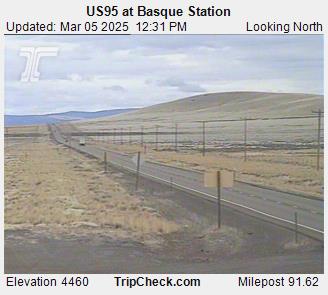 US95 at Basque Station
Updated: Mar 05 2025 12:31 PM Looking North
Elevation 4460 TripCheck.com Milepost 91.62